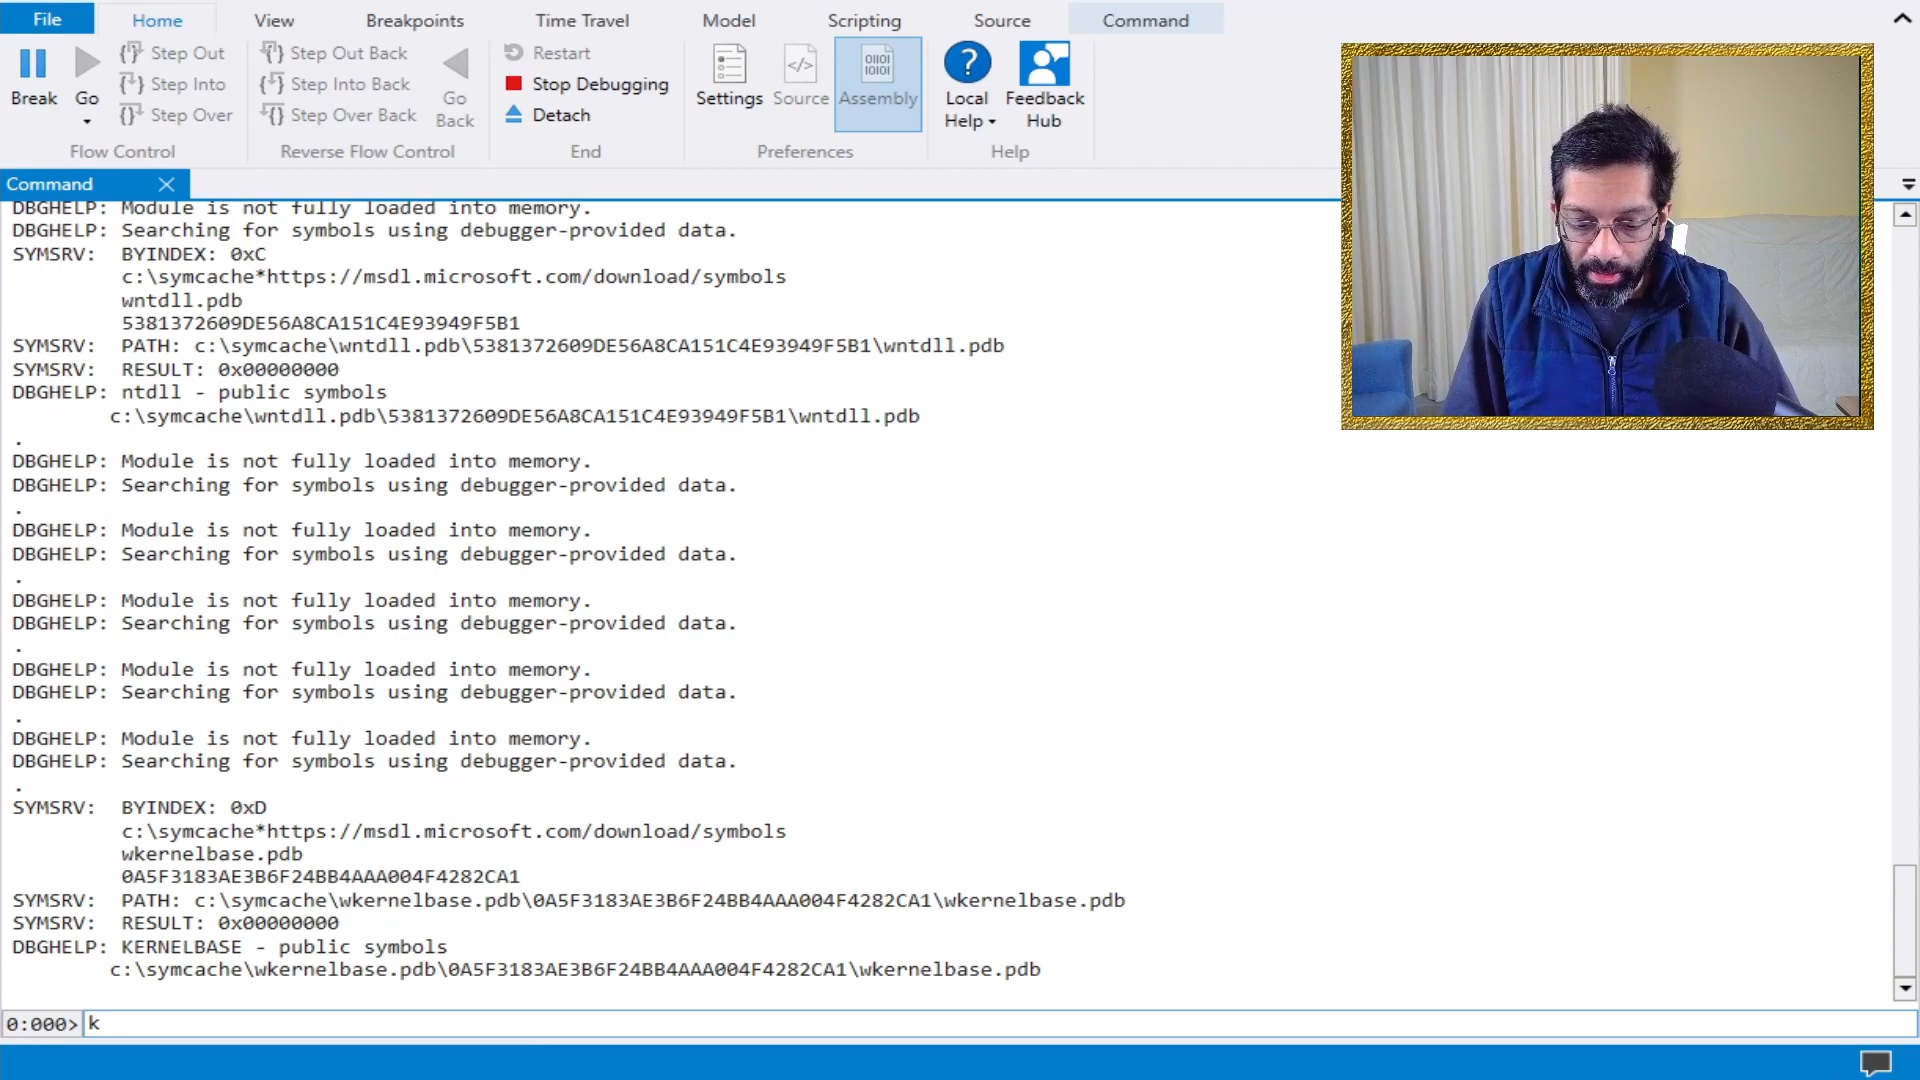 File Home View Breakpoints Time Travel Model Scripting Source Command
Break
Go
Step Out
Step Into
Step Over
Flow Control
Step Out Back
Step Into Back
Step Over Back
Go Back
Reverse Flow Control
Restart
Stop Debugging
Detach
End
Settings
Source
Assembly
Preferences
Local Help
Feedback Hub
Help
Command
DBGHELP: Module is not fully loaded into memory.
DBGHELP: Searching for symbols using debugger-provided data.
SYMSRV:  BYINDEX: 0xC
c:\symcache*https://msdl.microsoft.com/download/symbols
wntdll.pdb
5381372609DE56A8CA151C4E93949F5B1
SYMSRV:  PATH: c:\symcache\wntdll.pdb\5381372609DE56A8CA151C4E93949F5B1\wntdll.pdb
SYMSRV:  RESULT: 0x00000000
DBGHELP: ntdll - public symbols
c:\symcache\wntdll.pdb\5381372609DE56A8CA151C4E93949F5B1\wntdll.pdb
.
DBGHELP: Module is not fully loaded into memory.
DBGHELP: Searching for symbols using debugger-provided data.
.
DBGHELP: Module is not fully loaded into memory.
DBGHELP: Searching for symbols using debugger-provided data.
.
DBGHELP: Module is not fully loaded into memory.
DBGHELP: Searching for symbols using debugger-provided data.
.
DBGHELP: Module is not fully loaded into memory.
DBGHELP: Searching for symbols using debugger-provided data.
.
DBGHELP: Module is not fully loaded into memory.
DBGHELP: Searching for symbols using debugger-provided data.
.
SYMSRV:  BYINDEX: 0xD
c:\symcache*https://msdl.microsoft.com/download/symbols
wkernelbase.pdb
0A5F3183AE3B6F24BB4AAA004F4282CA1
SYMSRV:  PATH: c:\symcache\wkernelbase.pdb\0A5F3183AE3B6F24BB4AAA004F4282CA1\wkernelbase.pdb
SYMSRV:  RESULT: 0x00000000
DBGHELP: KERNELBASE - public symbols
c:\symcache\wkernelbase.pdb\0A5F3183AE3B6F24BB4AAA004F4282CA1\wkernelbase.pdb
0:000> k